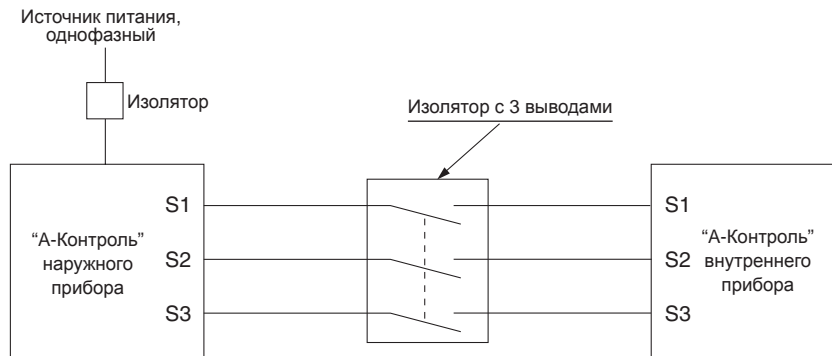 Источник питания,
однофазный
Изолятор
Изолятор с 3 выводами
S1
S1
“А-Контроль”
наружного
прибора
S2
S2
“А-Контроль”
внутреннего
прибора
S3
S3